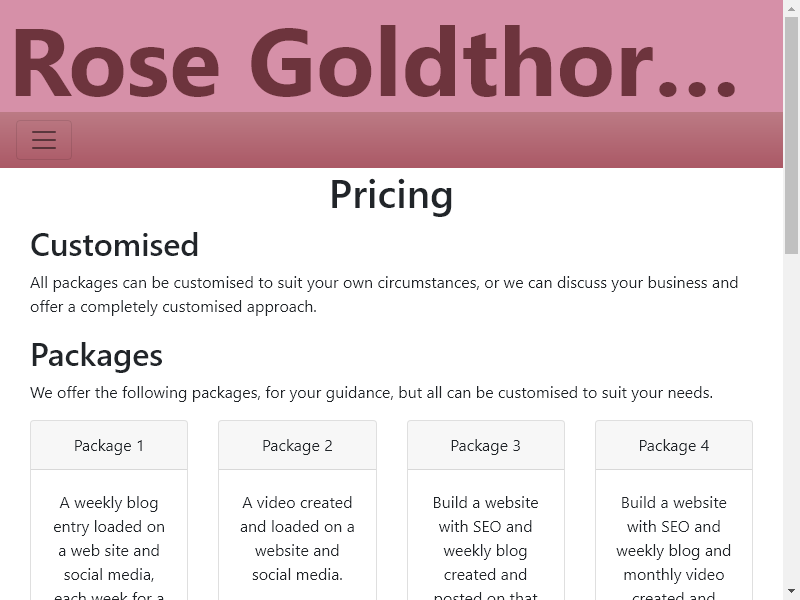 Rose Goldthor...
Pricing
Customised
All packages can be customised to suit your own circumstances, or we can discuss your business and
offer a completely customised approach.
Packages
We offer the following packages, for your guidance, but all can be customised to suit your needs.
Package 1
A weekly blog
entry loaded on
a web site and
social media,
each week for a
Package 2
A video created
and loaded on a
website and
social media.
Package 3
Build a website
with SEO and
weekly blog
created and
posted on that
Package 4
Build a website
with SEO and
weekly blog and
monthly video
created and